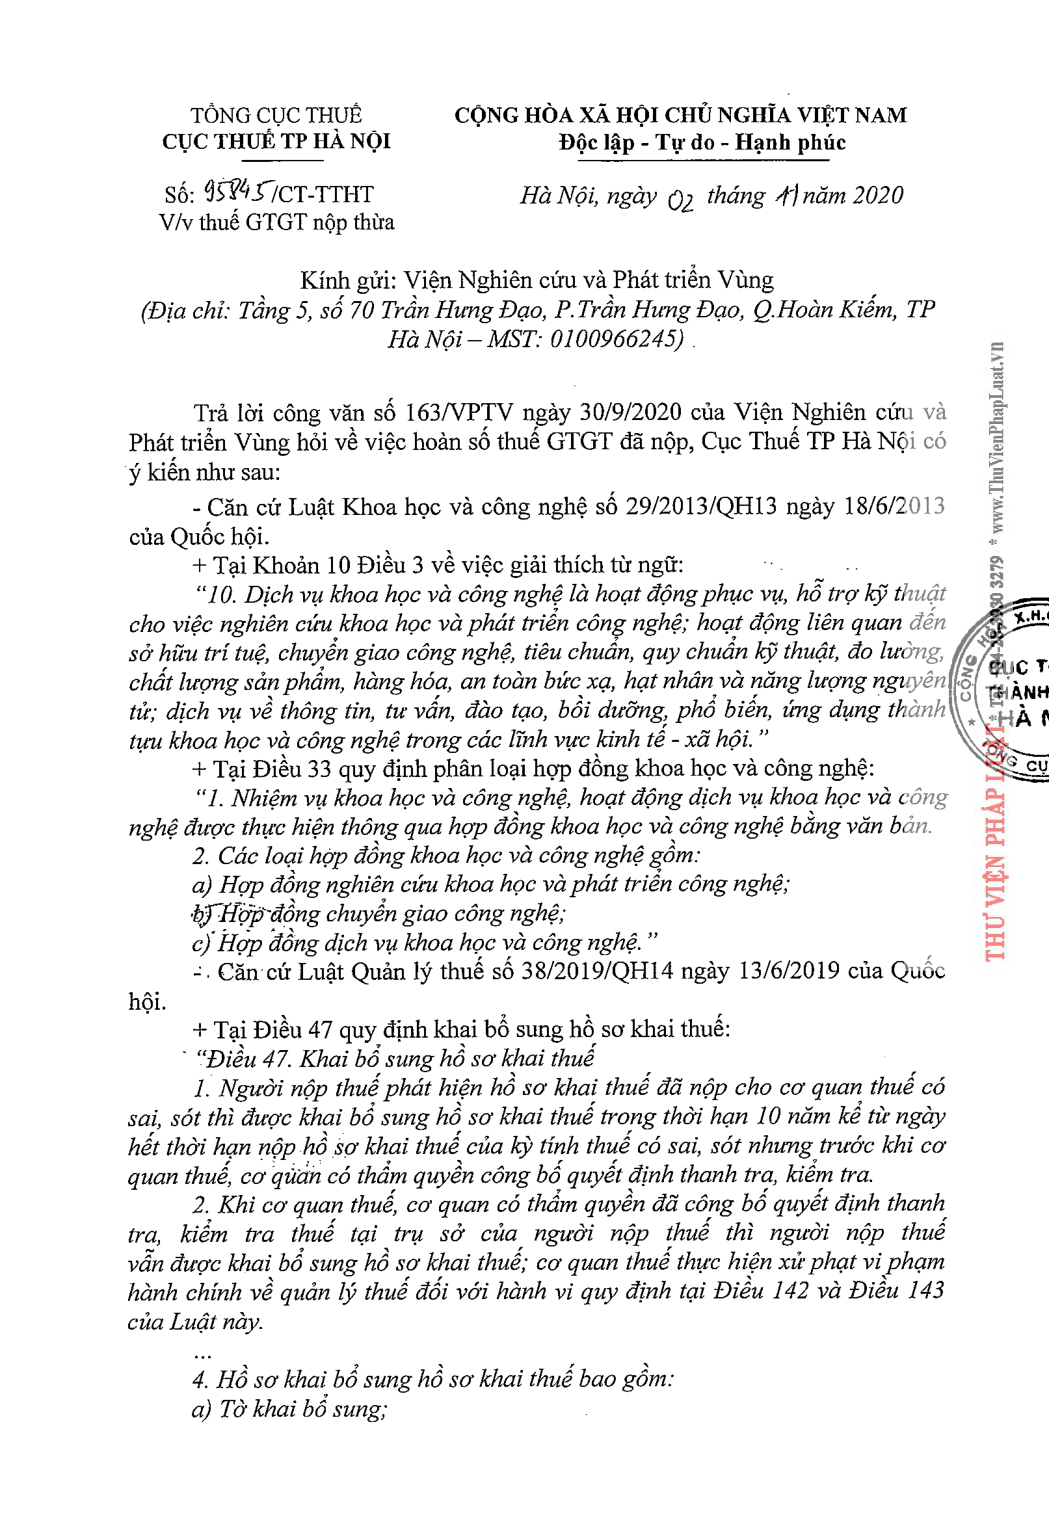 TỔNG CỤC THUẾ
CỤC THUẾ TP HÀ NỘI
CỘNG HÒA XÃ HỘI CHỦ NGHĨA VIỆT NAM
Độc lập - Tự do - Hạnh phúc
Số: 95845/CT-TTHT
V/v thuế GTGT nộp thừa
Hà Nội, ngày 02 tháng 11 năm 2020
Kính gửi: Viện Nghiên cứu và Phát triển Vùng
(Địa chỉ: Tầng 5, số 70 Trần Hưng Đạo, P.Trần Hưng Đạo, Q.Hoàn Kiếm, TP
Hà Nội – MST: 0100966245)
Trả lời công văn số 163/VPTV ngày 30/9/2020 của Viện Nghiên cứu và
Phát triển Vùng hỏi về việc hoàn số thuế GTGT đã nộp, Cục Thuế TP Hà Nội có
ý kiến như sau:
- Căn cứ Luật Khoa học và công nghệ số 29/2013/QH13 ngày 18/6/2013
của Quốc hội.
+ Tại Khoản 10 Điều 3 về việc giải thích từ ngữ:
“10. Dịch vụ khoa học và công nghệ là hoạt động phục vụ, hỗ trợ kỹ thuật
cho việc nghiên cứu khoa học và phát triển công nghệ; hoạt động liên quan đến
sở hữu trí tuệ, chuyển giao công nghệ, tiêu chuẩn, quy chuẩn kỹ thuật, đo lường,
chất lượng sản phẩm, hàng hóa, an toàn bức xạ, hạt nhân và năng lượng nguyên
tử; dịch vụ về thông tin, tư vấn, đào tạo, bồi dưỡng, phổ biến, ứng dụng thành
tựu khoa học và công nghệ trong các lĩnh vực kinh tế - xã hội.”
+ Tại Điều 33 quy định phân loại hợp đồng khoa học và công nghệ:
“1. Nhiệm vụ khoa học và công nghệ, hoạt động dịch vụ khoa học và công
nghệ được thực hiện thông qua hợp đồng khoa học và công nghệ bằng văn bản.
2. Các loại hợp đồng khoa học và công nghệ gồm:
a) Hợp đồng nghiên cứu khoa học và phát triển công nghệ;
b) Hợp đồng chuyển giao công nghệ;
c) Hợp đồng dịch vụ khoa học và công nghệ.”
- Căn cứ Luật Quản lý thuế số 38/2019/QH14 ngày 13/6/2019 của Quốc
hội.
+ Tại Điều 47 quy định khai bổ sung hồ sơ khai thuế:
“Điều 47. Khai bổ sung hồ sơ khai thuế
1. Người nộp thuế phát hiện hồ sơ khai thuế đã nộp cho cơ quan thuế có
sai, sót thì được khai bổ sung hồ sơ khai thuế trong thời hạn 10 năm kể từ ngày
hết thời hạn nộp hồ sơ khai thuế của kỳ tính thuế có sai, sót nhưng trước khi cơ
quan thuế, cơ quan có thẩm quyền công bố quyết định thanh tra, kiểm tra.
2. Khi cơ quan thuế, cơ quan có thẩm quyền đã công bố quyết định thanh
tra, kiểm tra thuế tại trụ sở của người nộp thuế thì người nộp thuế
vẫn được khai bổ sung hồ sơ khai thuế; cơ quan thuế thực hiện xử phạt vi phạm
hành chính về quản lý thuế đối với hành vi quy định tại Điều 142 và Điều 143
của Luật này.
...
4. Hồ sơ khai bổ sung hồ sơ khai thuế bao gồm:
a) Tờ khai bổ sung;
THƯ VIỆN PHÁP LUẬT
3279 * www.ThuVienPhapLuat.vn